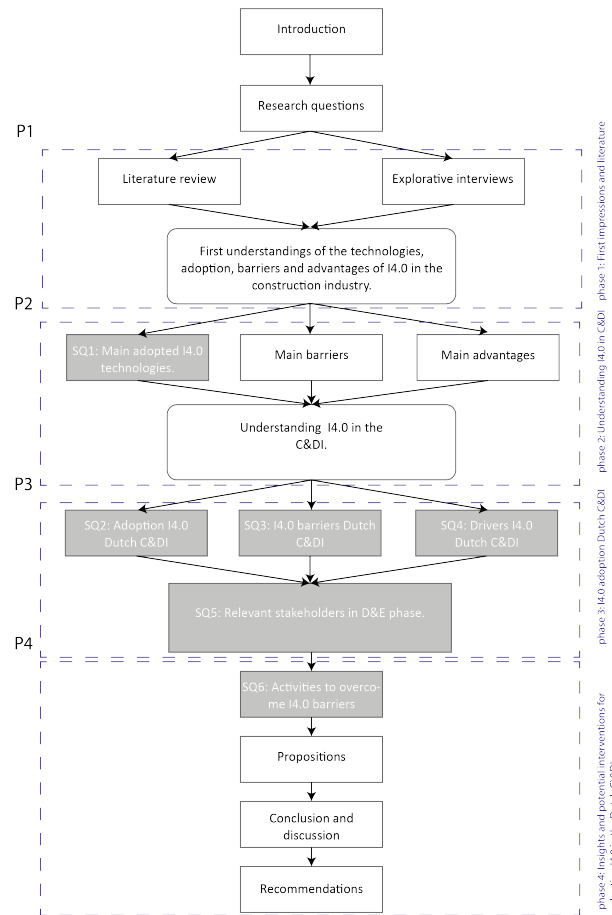 Introduction
Research questions
P1
Literature review
Explorative interviews
First understandings of the technologies,
adoption, barriers and advantages of I4.0 in the
construction industry.
phase 1: First impressions and literature
P2
SQ1: Main adopted I4.0
technologies.
Main barriers
Main advantages
Understanding I4.0 in the
C&DI.
phase 2: Understanding I4.0 in C&DI
P3
SQ2: Adoption I4.0
Dutch C&DI
SQ3: I4.0 barriers Dutch
C&DI
SQ4: Drivers I4.0
Dutch C&DI
SQ5: Relevant stakeholders in D&E phase.
phase 3: I4.0 adoption Dutch C&DI
P4
SQ6: Activities to overco-
me I4.0 barriers
Propositions
Conclusion and
discussion
Recommendations
phase 4: Insights and potential interventions for